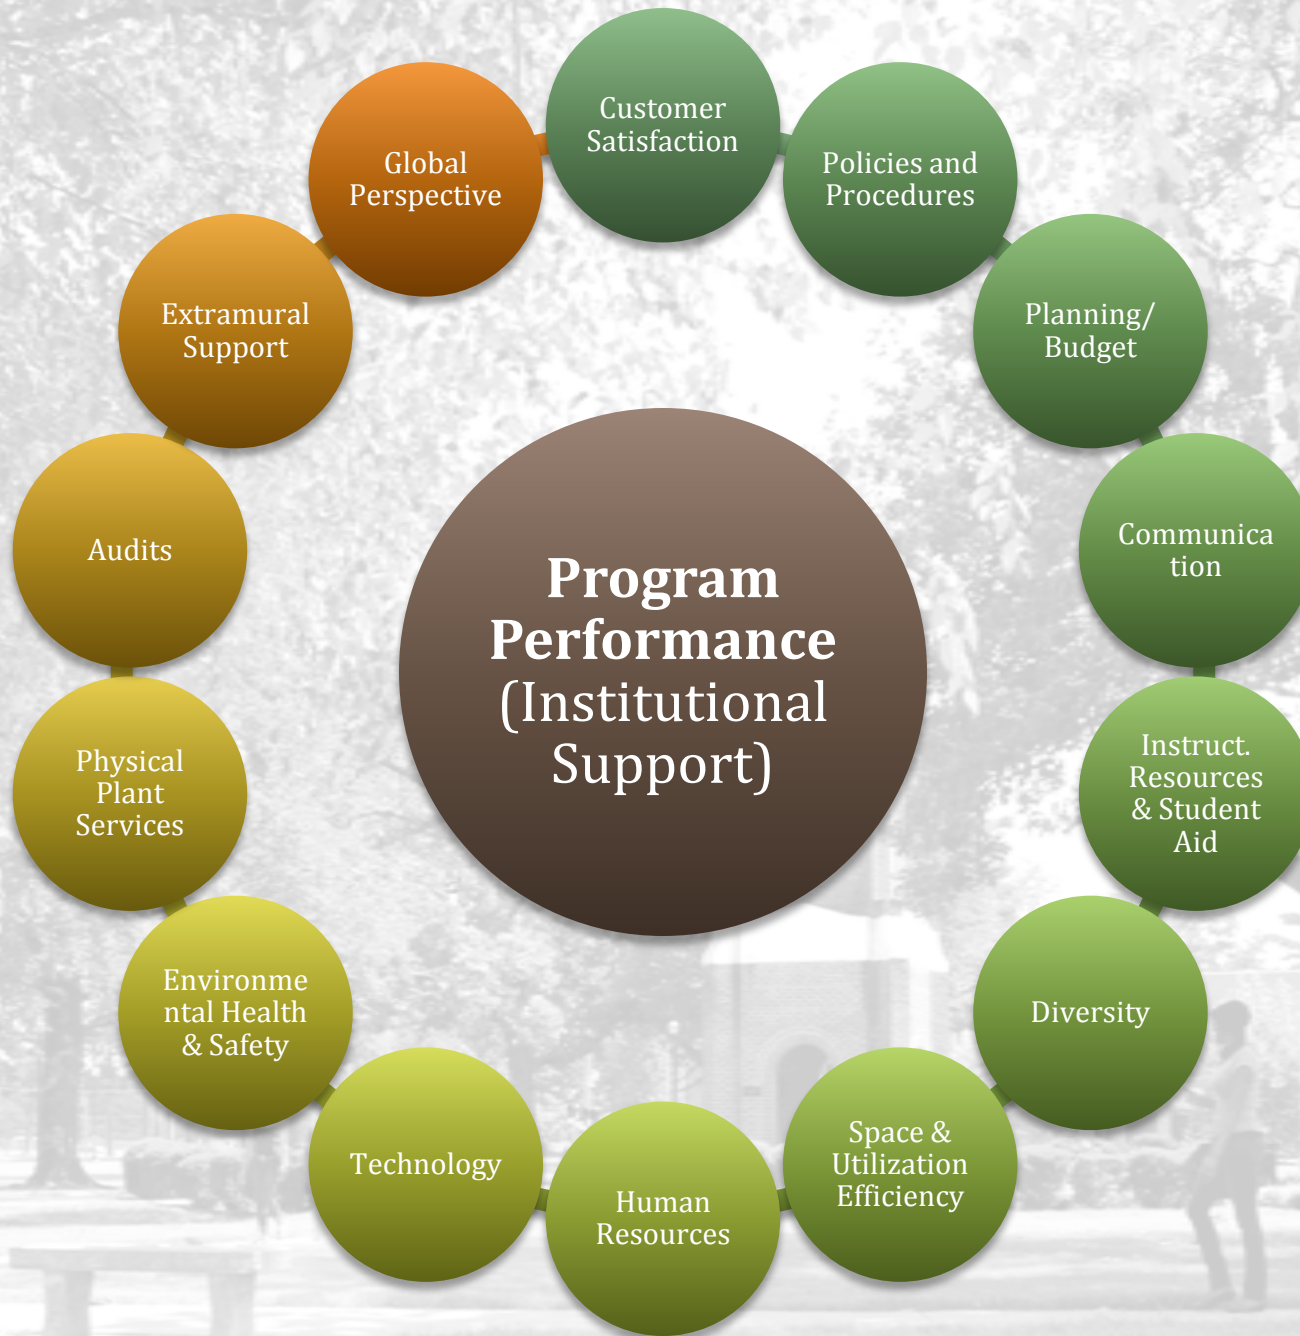 Customer
Satisfaction
Policies and
Procedures
Planning/
Budget
Communica
tion
Instruct.
Resources
& Student
Aid
Diversity
Space &
Utilization
Efficiency
Human
Resources
Technology
Environme
ntal Health
& Safety
Physical
Plant
Services
Audits
Extramural
Support
Global
Perspective
Program
Performance
(Institutional
Support)